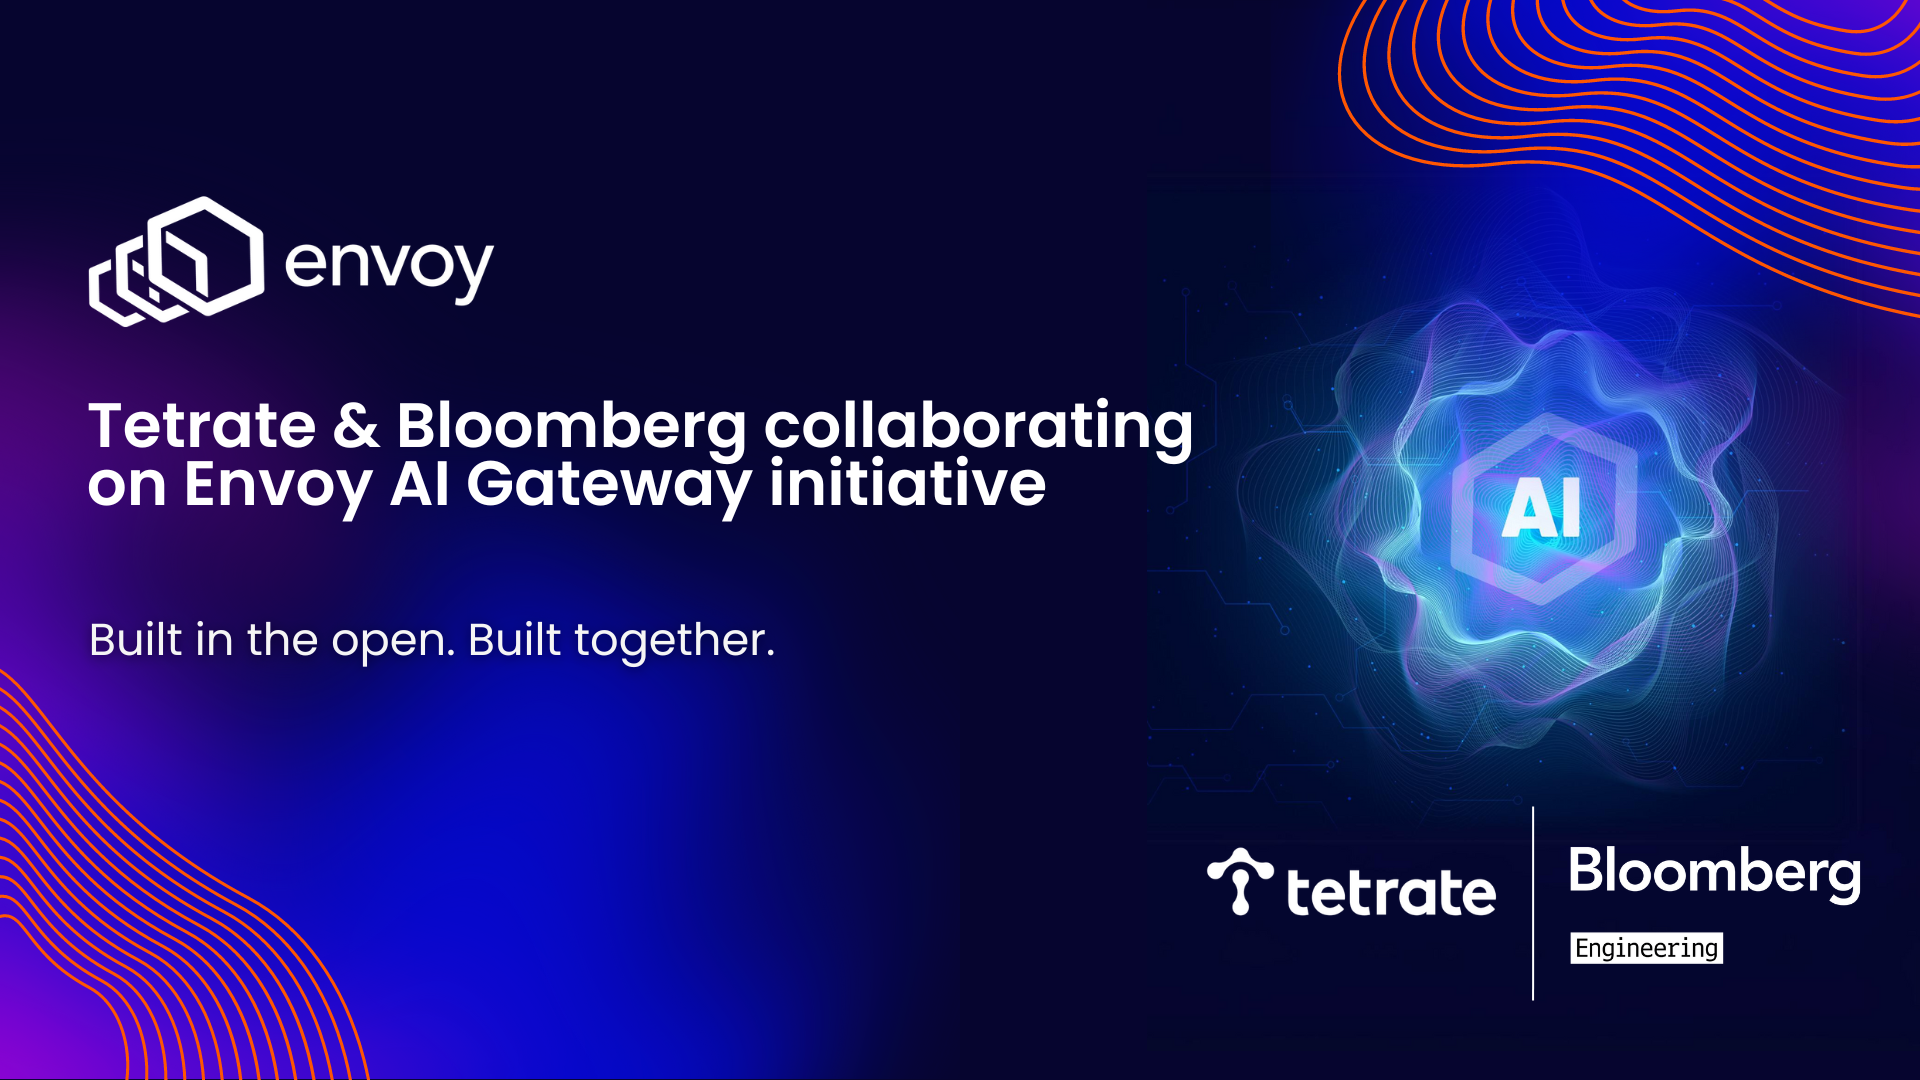 envoy
Tetrate & Bloomberg collaborating
on Envoy AI Gateway initiative
Built in the open. Built together.
AI
tetrate
Bloomberg
Engineering